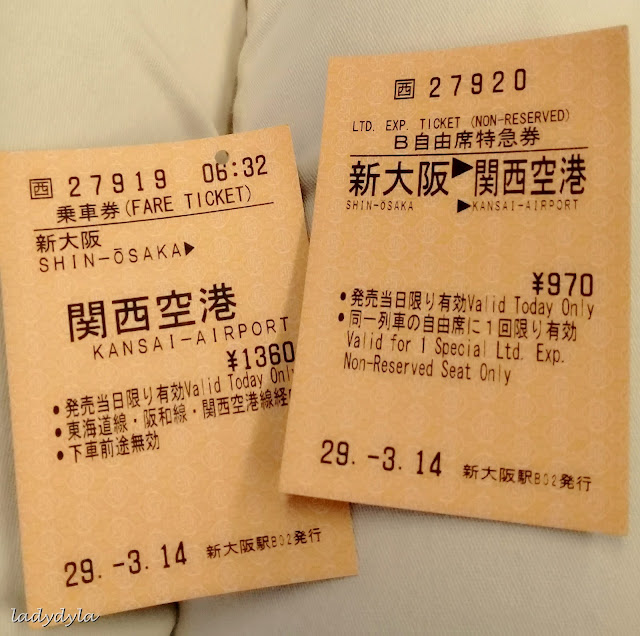 西 27919 06:32
乗車券(FARE TICKET)
新大阪
SHIN-ŌSAKA▶
関西空港
KANSAI-AIRPORT
¥1360
•発売当日限り有効Valid Today Only
•東海道線・阪和線・関西空港線経
•下車前途無効
29.-3.14 新大阪駅B02発行
西 27920
LTD. EXP. TICKET (NON-RESERVED)
B自由席特急券
新大阪▶関西空港
SHIN-OSAKA ▶KANSAI-AIRPORT
¥970
•発売当日限り有効Valid Today Only
•同一列車の自由席に1回限り有効
Valid for 1 Special Ltd. Exp.
Non-Reserved Seat Only
29.-3.14 新大阪駅B02発行
ladydyla